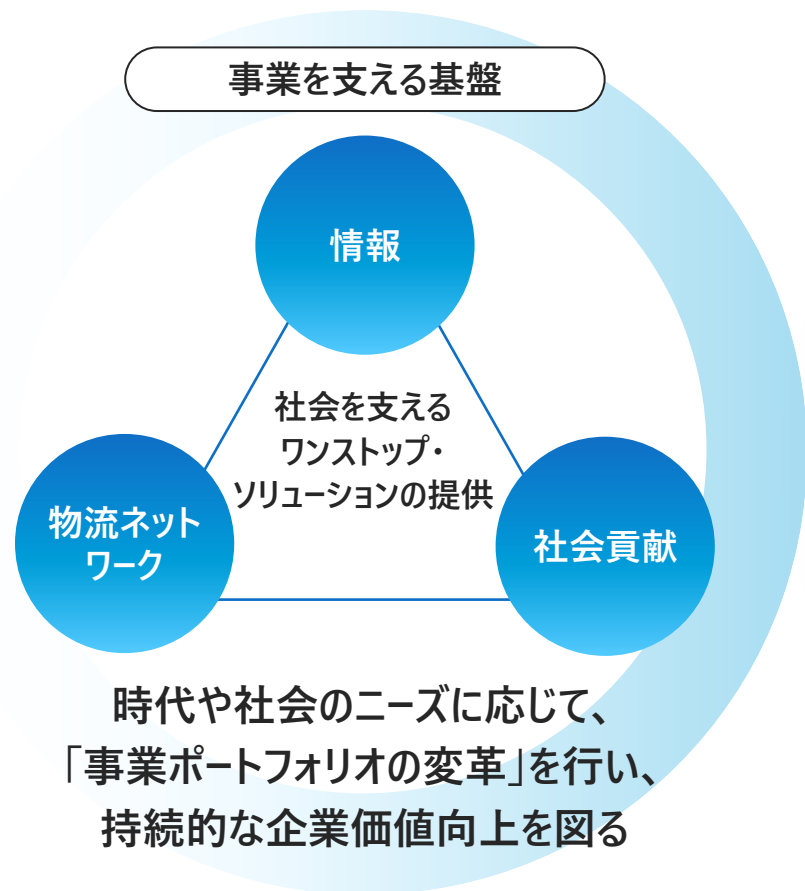 事業を支える基盤
情報
社会を支える
ワンストップ・
ソリューションの提供
物流ネット
ワーク
社会貢献
時代や社会のニーズに応じて、
「事業ポートフォリオの変革」を行い、
持続的な企業価値向上を図る